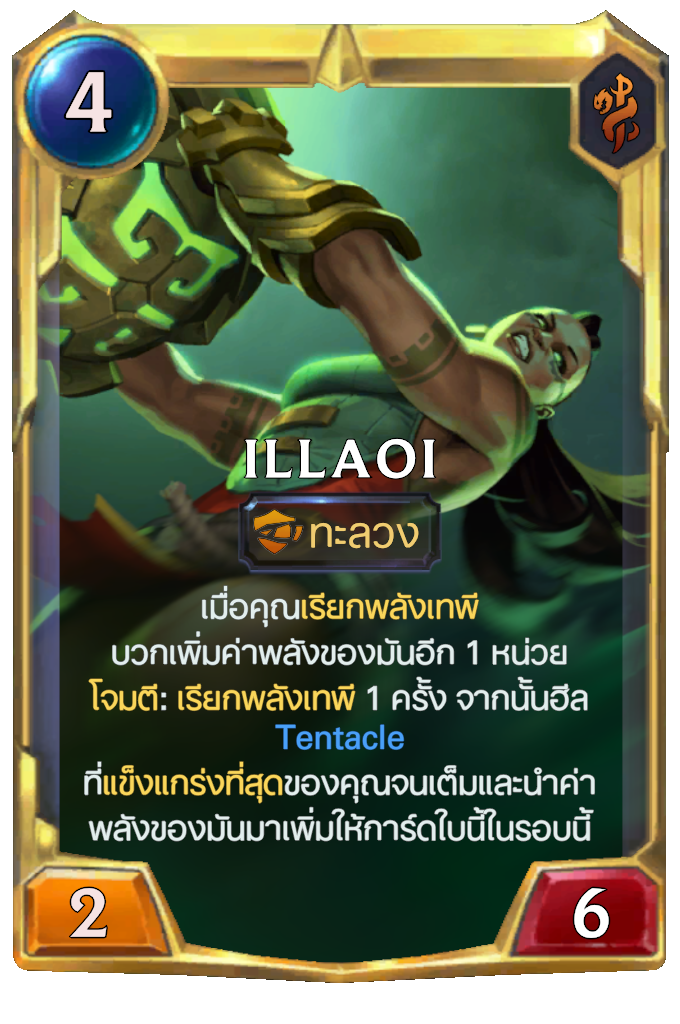 4
ILLAOI
ทะลวง
เมื่อคุณเรียกพลังเทพี
บวกเพิ่มค่าพลังของมันอีก 1 หน่วย
โจมตี: เรียกพลังเทพี 1 ครั้ง จากนั้นฮีล
Tentacle
ที่แข็งแกร่งที่สุดของคุณจนเต็มและนำค่า
พลังของมันมาเพิ่มให้การ์ดใบนี้ในรอบนี้
2
6